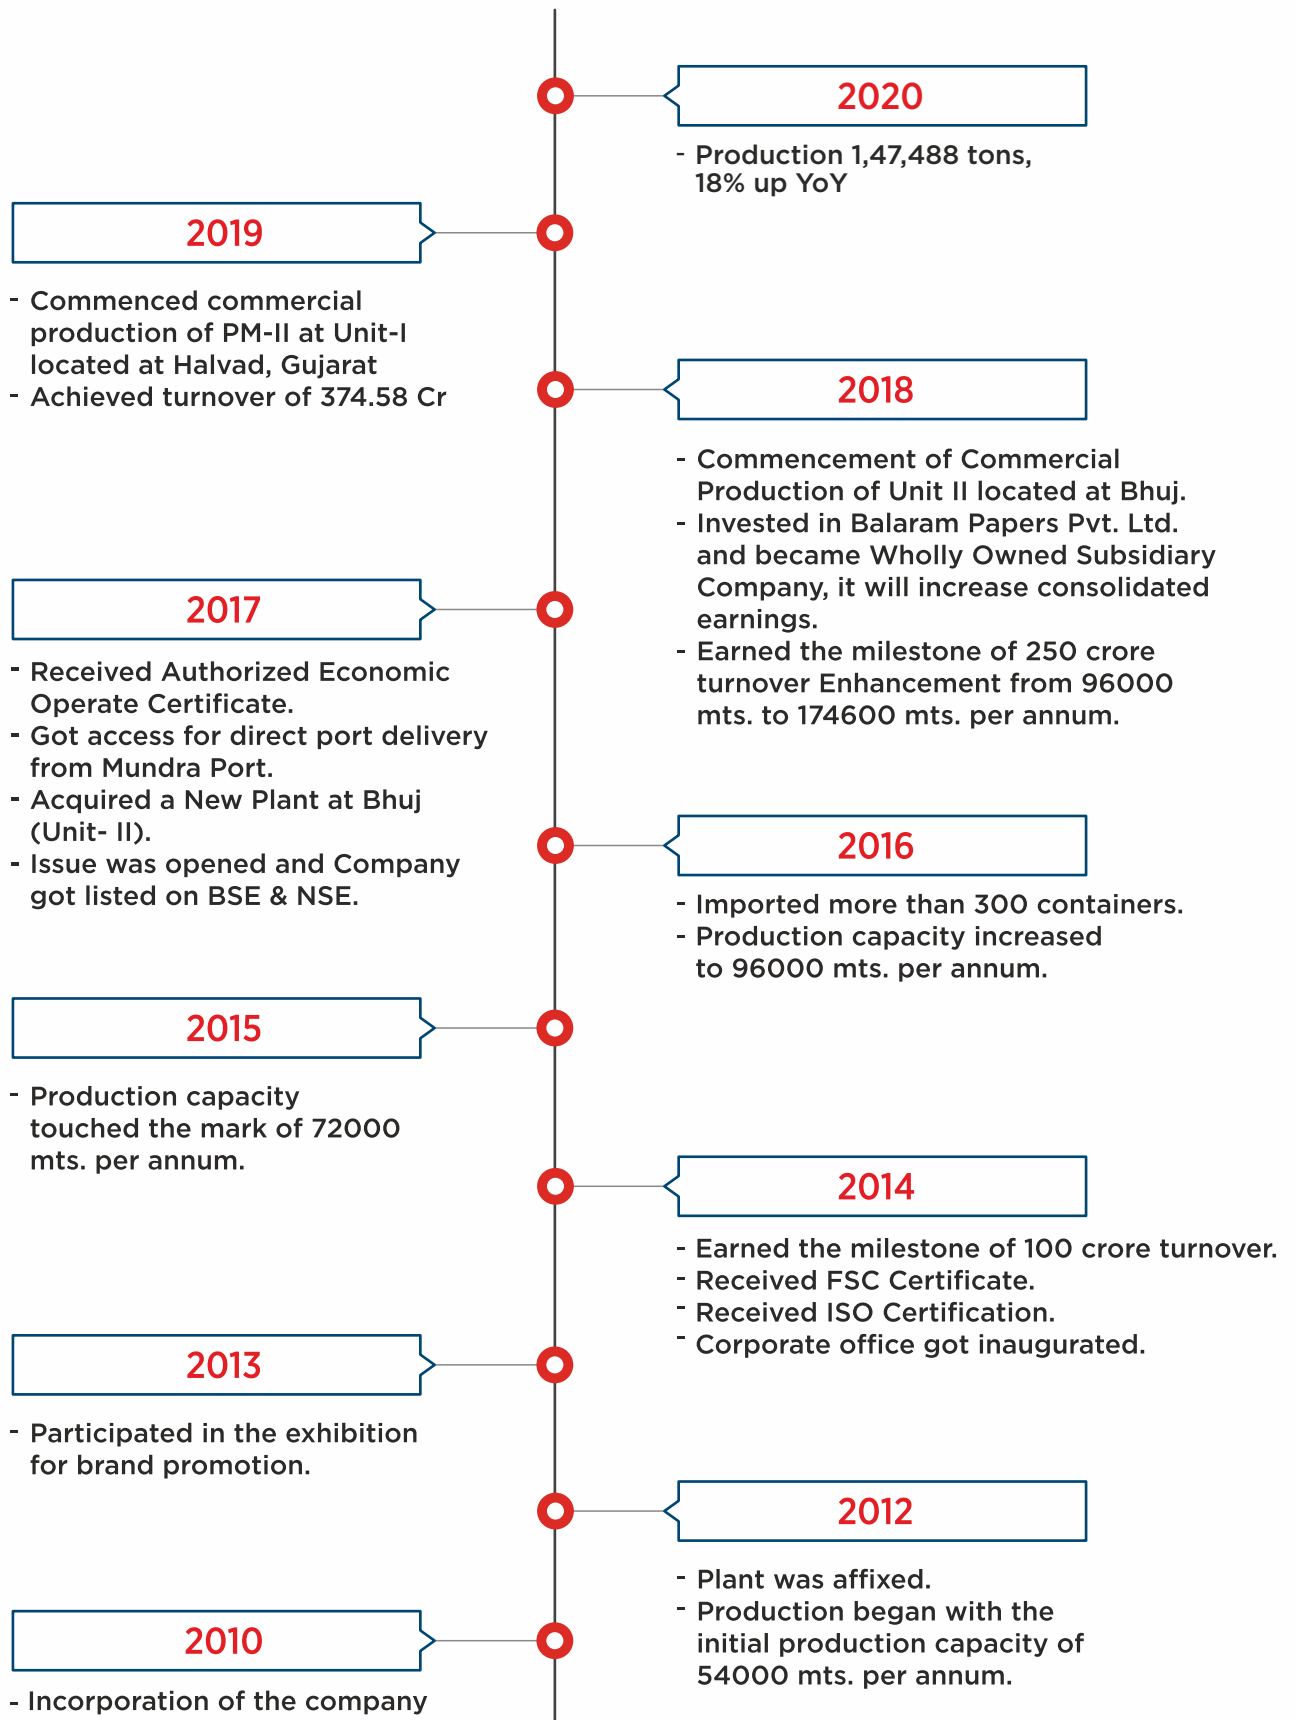 2020
- Production 1,47,488 tons,
18% up YoY
2019
- Commenced commercial
production of PM-II at Unit-I
located at Halvad, Gujarat
- Achieved turnover of 374.58 Cr
2018
- Commencement of Commercial
Production of Unit II located at Bhuj.
- Invested in Balaram Papers Pvt. Ltd.
and became Wholly Owned Subsidiary
Company, it will increase consolidated
earnings.
- Earned the milestone of 250 crore
turnover Enhancement from 96000
mts. to 174600 mts. per annum.
2017
- Received Authorized Economic
Operate Certificate.
- Got access for direct port delivery
from Mundra Port.
- Acquired a New Plant at Bhuj
(Unit- II).
- Issue was opened and Company
got listed on BSE & NSE.
2016
- Imported more than 300 containers.
- Production capacity increased
to 96000 mts. per annum.
2015
- Production capacity
touched the mark of 72000
mts. per annum.
2014
- Earned the milestone of 100 crore turnover.
- Received FSC Certificate.
- Received ISO Certification.
- Corporate office got inaugurated.
2013
- Participated in the exhibition
for brand promotion.
2012
- Plant was affixed.
- Production began with the
initial production capacity of
54000 mts. per annum.
2010
- Incorporation of the company